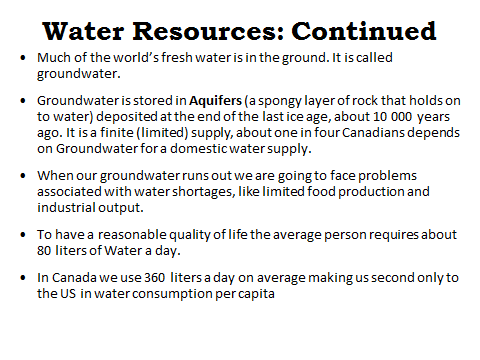 Water Resources: Continued
• Much of the world's fresh water is in the ground. It is called
groundwater.
• Groundwater is stored in Aquifers (a spongy layer of rock that holds on
to water) deposited at the end of the last ice age, about 10 000 years
ago. It is a finite (limited) supply, about one in four Canadians depends
on Groundwater for a domestic water supply.
• When our groundwater runs out we are going to face problems
associated with water shortages, like limited food production and
industrial output.
• To have a reasonable quality of life the average person requires about
80 liters of Water a day.
• In Canada we use 360 liters a day on average making us second only to
the US in water consumption per capita